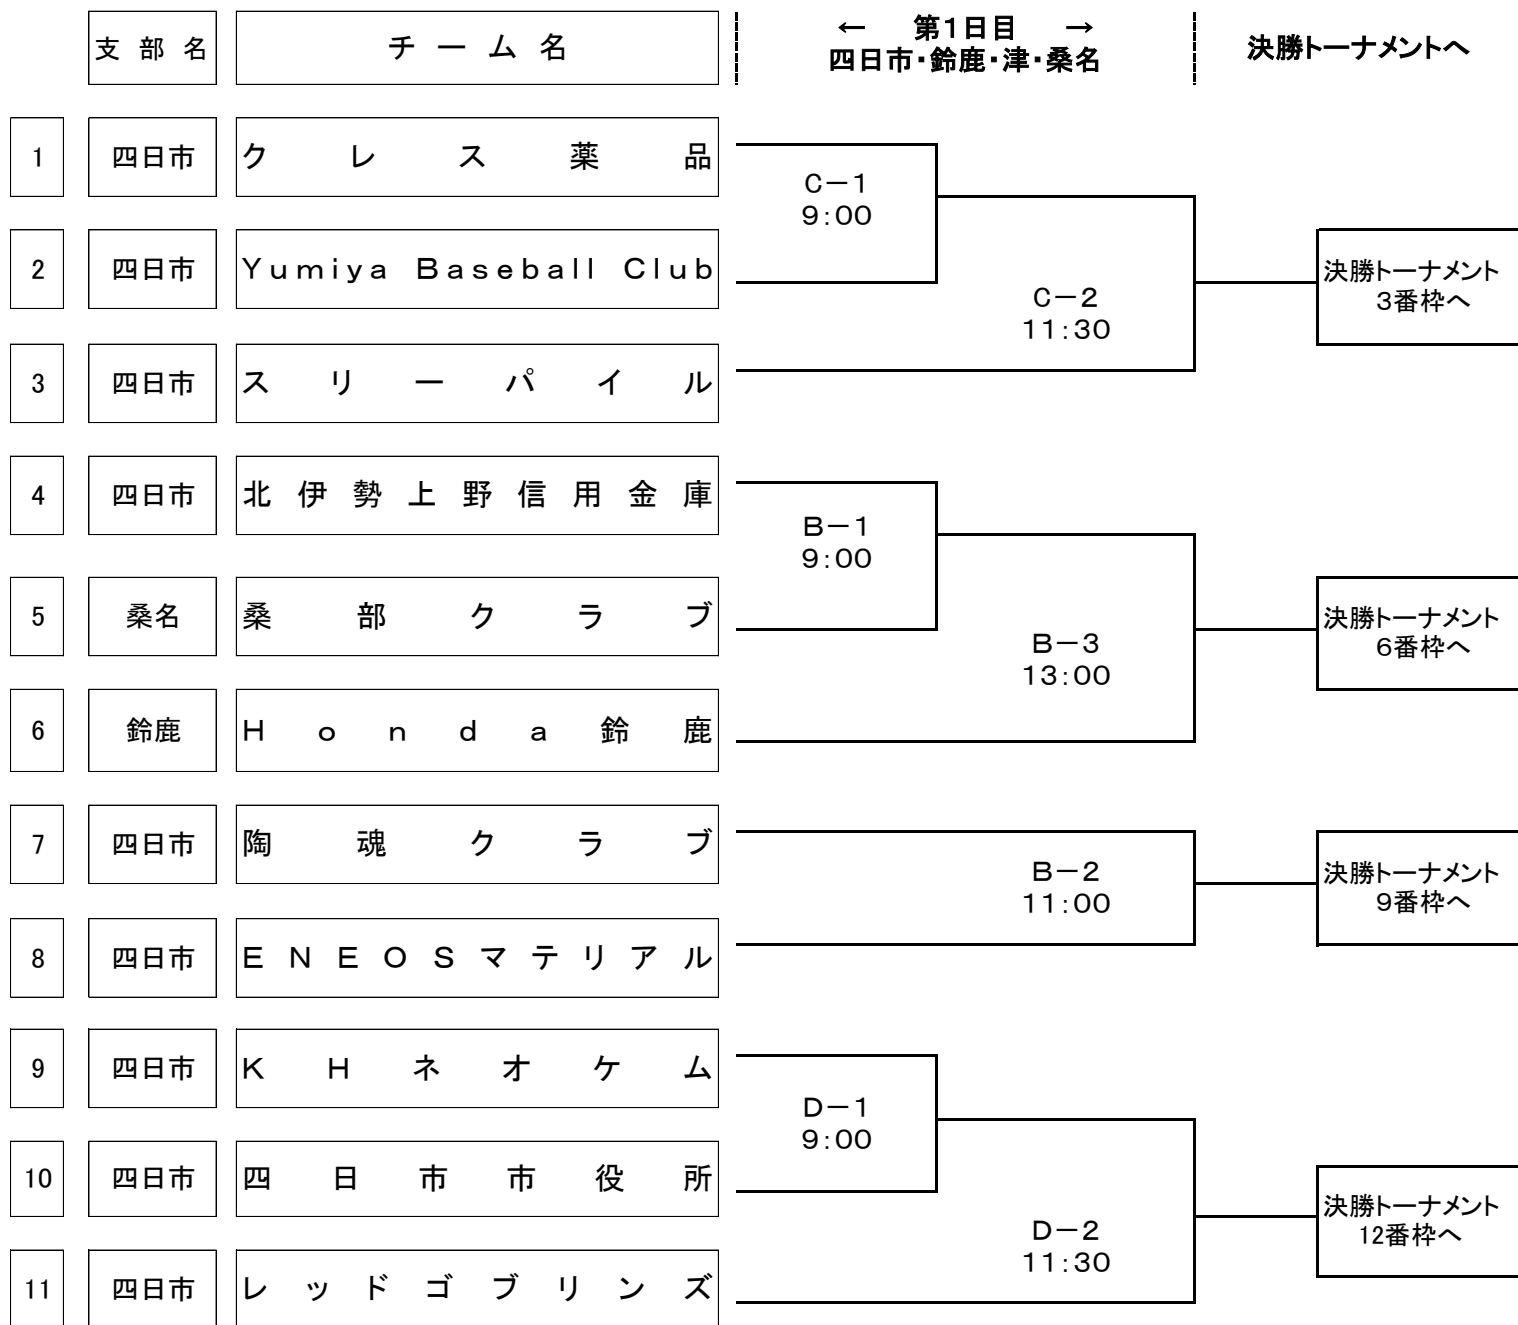 支部名 チーム名 ← 第1日目 → 決勝トーナメントへ
四日市・鈴鹿・津・桑名
1 四日市 クレス薬品
C－1
9:00
2 四日市 Yumiya Baseball Club
C－2
11:30
決勝トーナメント
3番枠へ
3 四日市 スリーパイル
4 四日市 北伊勢上野信用金庫
B－1
9:00
5 桑名 桑部クラブ
B－3
13:00
決勝トーナメント
6番枠へ
6 鈴鹿 Honda鈴鹿
7 四日市 陶魂クラブ
B－2
11:00
決勝トーナメント
9番枠へ
8 四日市 ENEOSマテリアル
9 四日市 KHネオケム
D－1
9:00
10 四日市 四日市市役所
D－2
11:30
決勝トーナメント
12番枠へ
11 四日市 レッドゴブリンズ